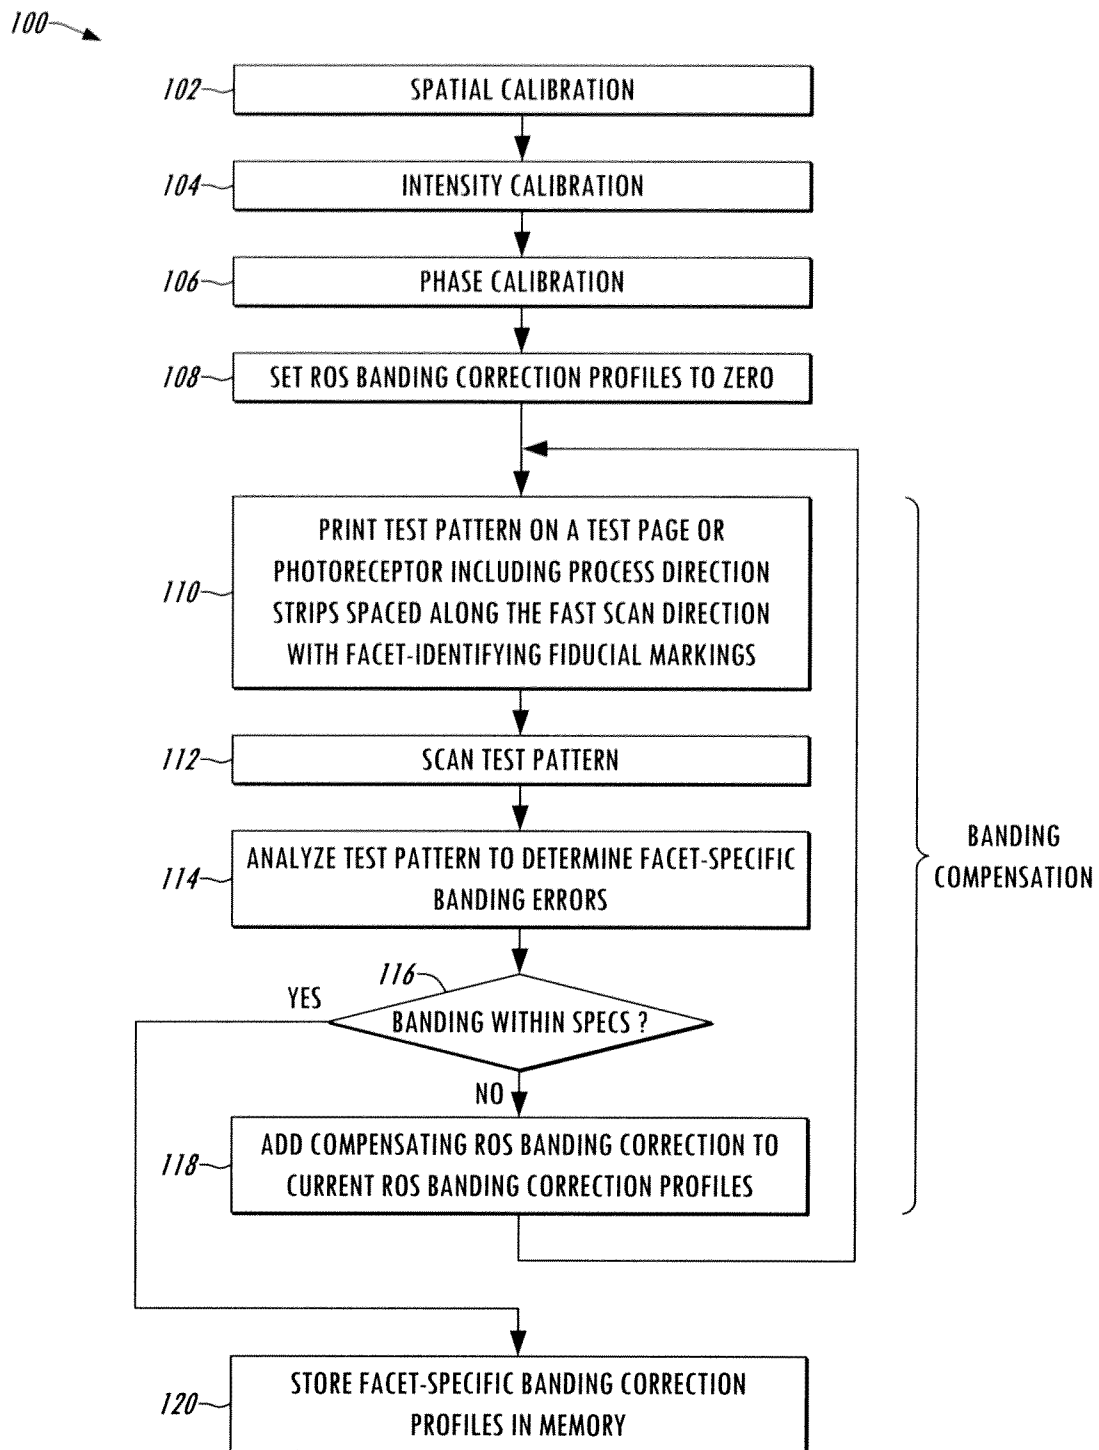 100
102
SPATIAL CALIBRATION
104
INTENSITY CALIBRATION
106
PHASE CALIBRATION
108
SET ROS BANDING CORRECTION PROFILES TO ZERO
110
PRINT TEST PATTERN ON A TEST PAGE OR
PHOTORECEPTOR INCLUDING PROCESS DIRECTION
STRIPS SPACED ALONG THE FAST SCAN DIRECTION
WITH FACET-IDENTIFYING FIDUCIAL MARKINGS
112
SCAN TEST PATTERN
114
ANALYZE TEST PATTERN TO DETERMINE FACET-SPECIFIC
BANDING ERRORS
BANDING
COMPENSATION
116
YES
BANDING WITHIN SPECS ?
NO
118
ADD COMPENSATING ROS BANDING CORRECTION TO
CURRENT ROS BANDING CORRECTION PROFILES
120
STORE FACET-SPECIFIC BANDING CORRECTION
PROFILES IN MEMORY